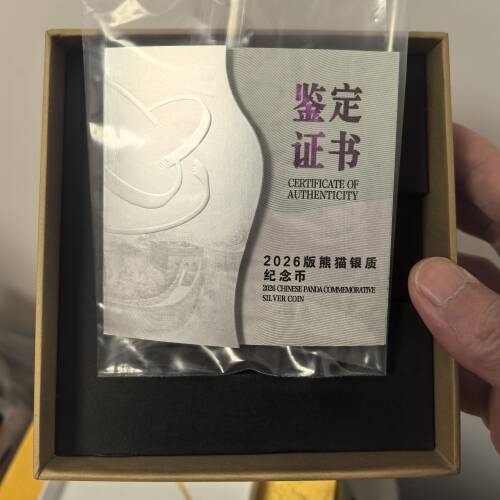 鉴定
证书
CERTIFICATE OF
AUTHENTICITY
2026版熊猫银质
纪念币
2026 CHINESE PANDA COMMEMORATIVE
SILVER COIN